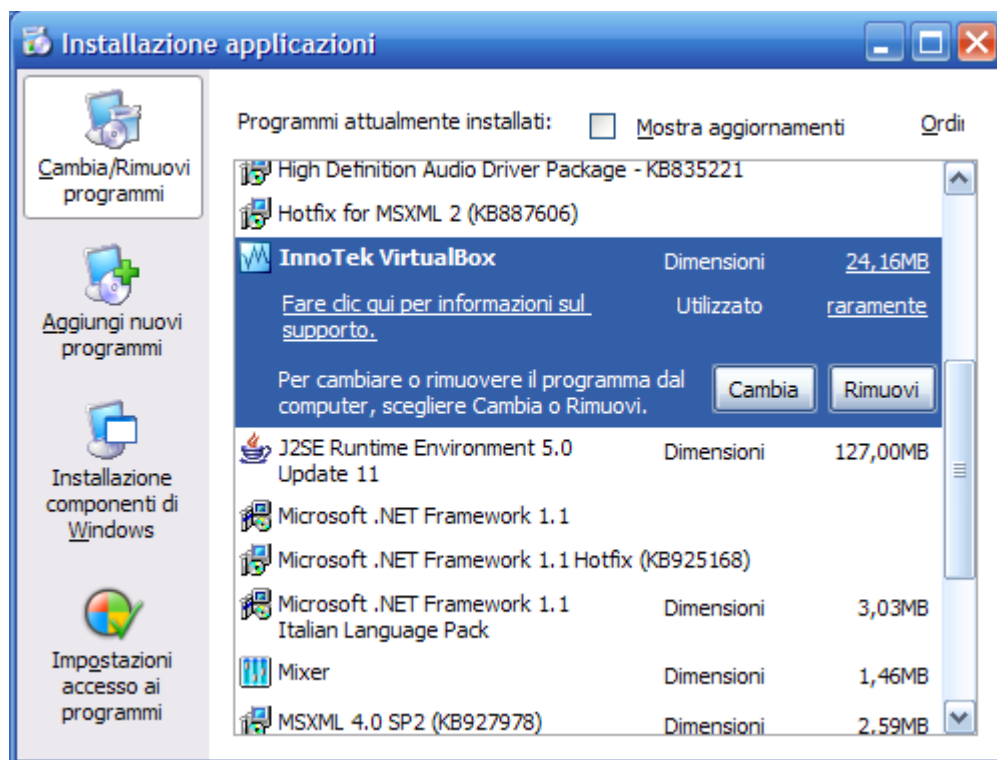 Installazione applicazioni
Cambia/Rimuovi
programmi
Aggiungi nuovi
programmi
Installazione
componenti di
Windows
Impostazioni
accesso ai
programmi
Programmi attualmente installati: Mostra aggiornamenti
High Definition Audio Driver Package - KB835221
Hotfix for MSXML 2 (KB887606)
InnoTek VirtualBox Dimensioni 24,16MB
Fare clic qui per informazioni sul Utilizzato raramente
supporto.
Per cambiare o rimuovere il programma dal
computer, scegliere Cambia o Rimuovi. Cambia Rimuovi
J2SE Runtime Environment 5.0 Dimensioni 127,00MB
Update 11
Microsoft .NET Framework 1.1
Microsoft .NET Framework 1.1 Hotfix (KB925168)
Microsoft .NET Framework 1.1 Dimensioni 3,03MB
Italian Language Pack
Mixer Dimensioni 1,46MB
MSXML 4.0 SP2 (KB927978) Dimensioni 2,59MB